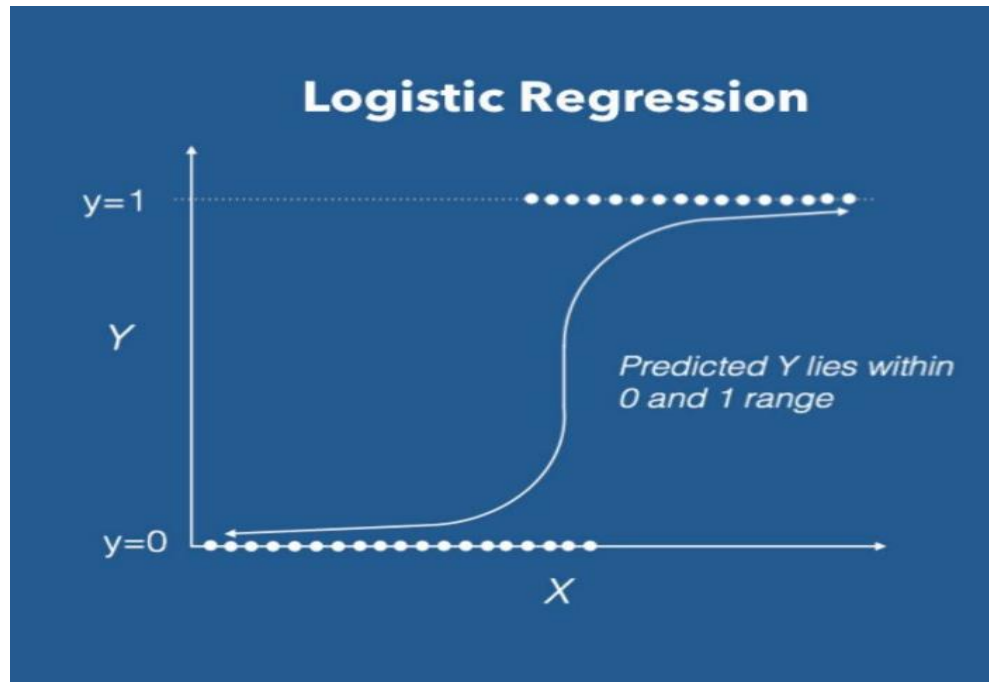 Logistic Regression
y=1
Y
Predicted Y lies within
0 and 1 range
y=0
X